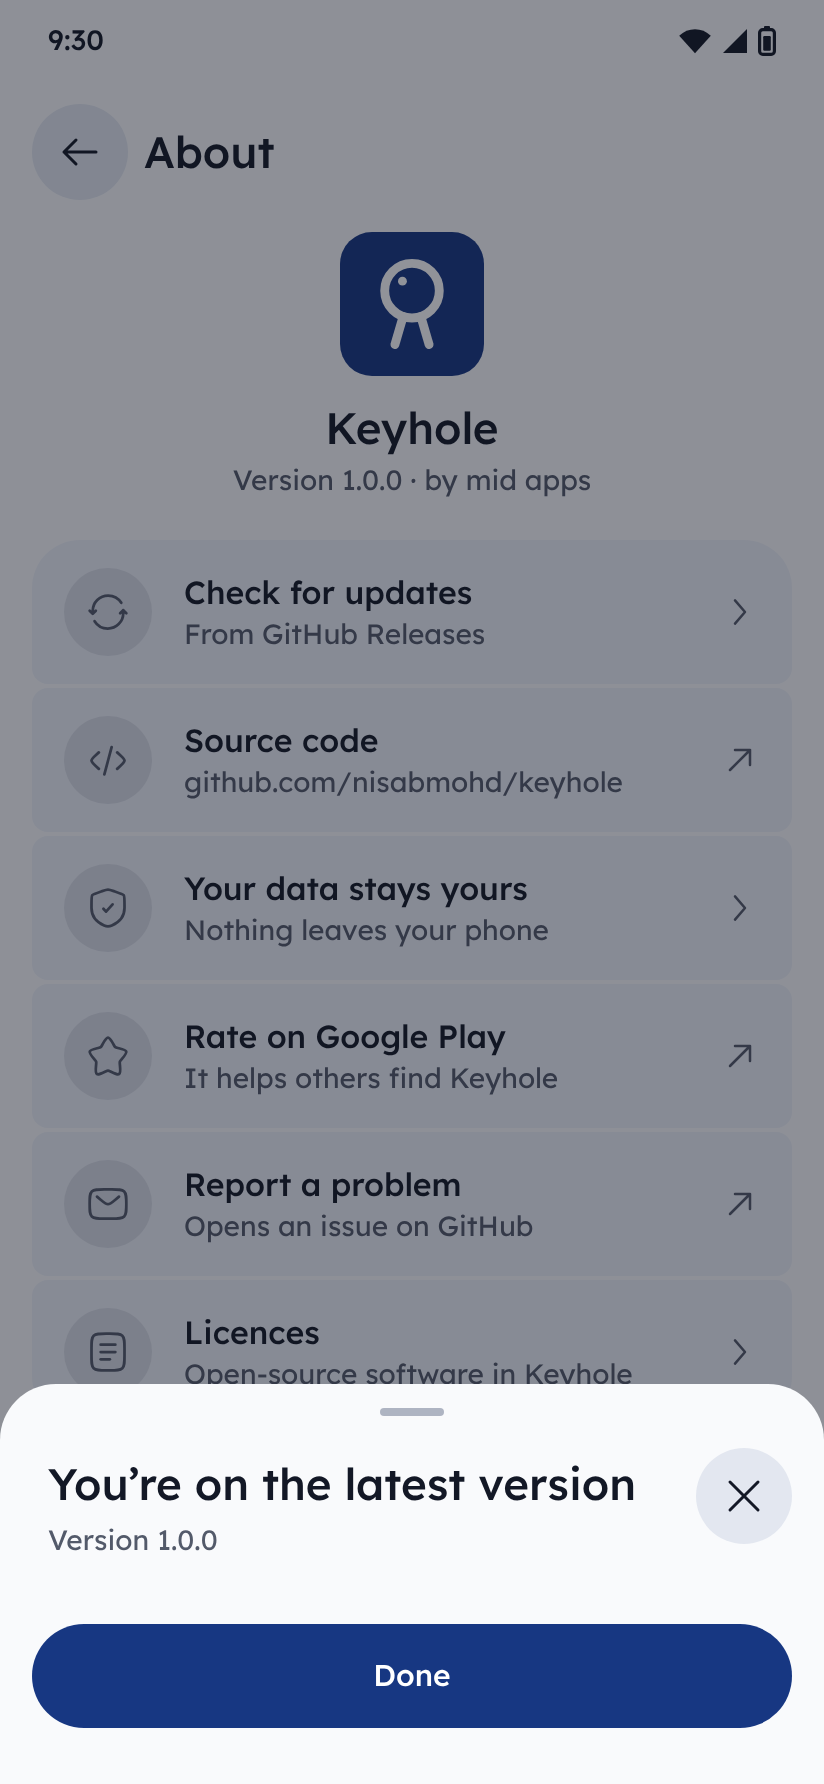 9:30
About
Keyhole
Version 1.0.0 · by mid apps
Check for updates
From GitHub Releases
Source code
github.com/nisabmohd/keyhole
Your data stays yours
Nothing leaves your phone
Rate on Google Play
It helps others find Keyhole
Report a problem
Opens an issue on GitHub
Licences
Open-source software in Keyhole
You’re on the latest version
Version 1.0.0
Done